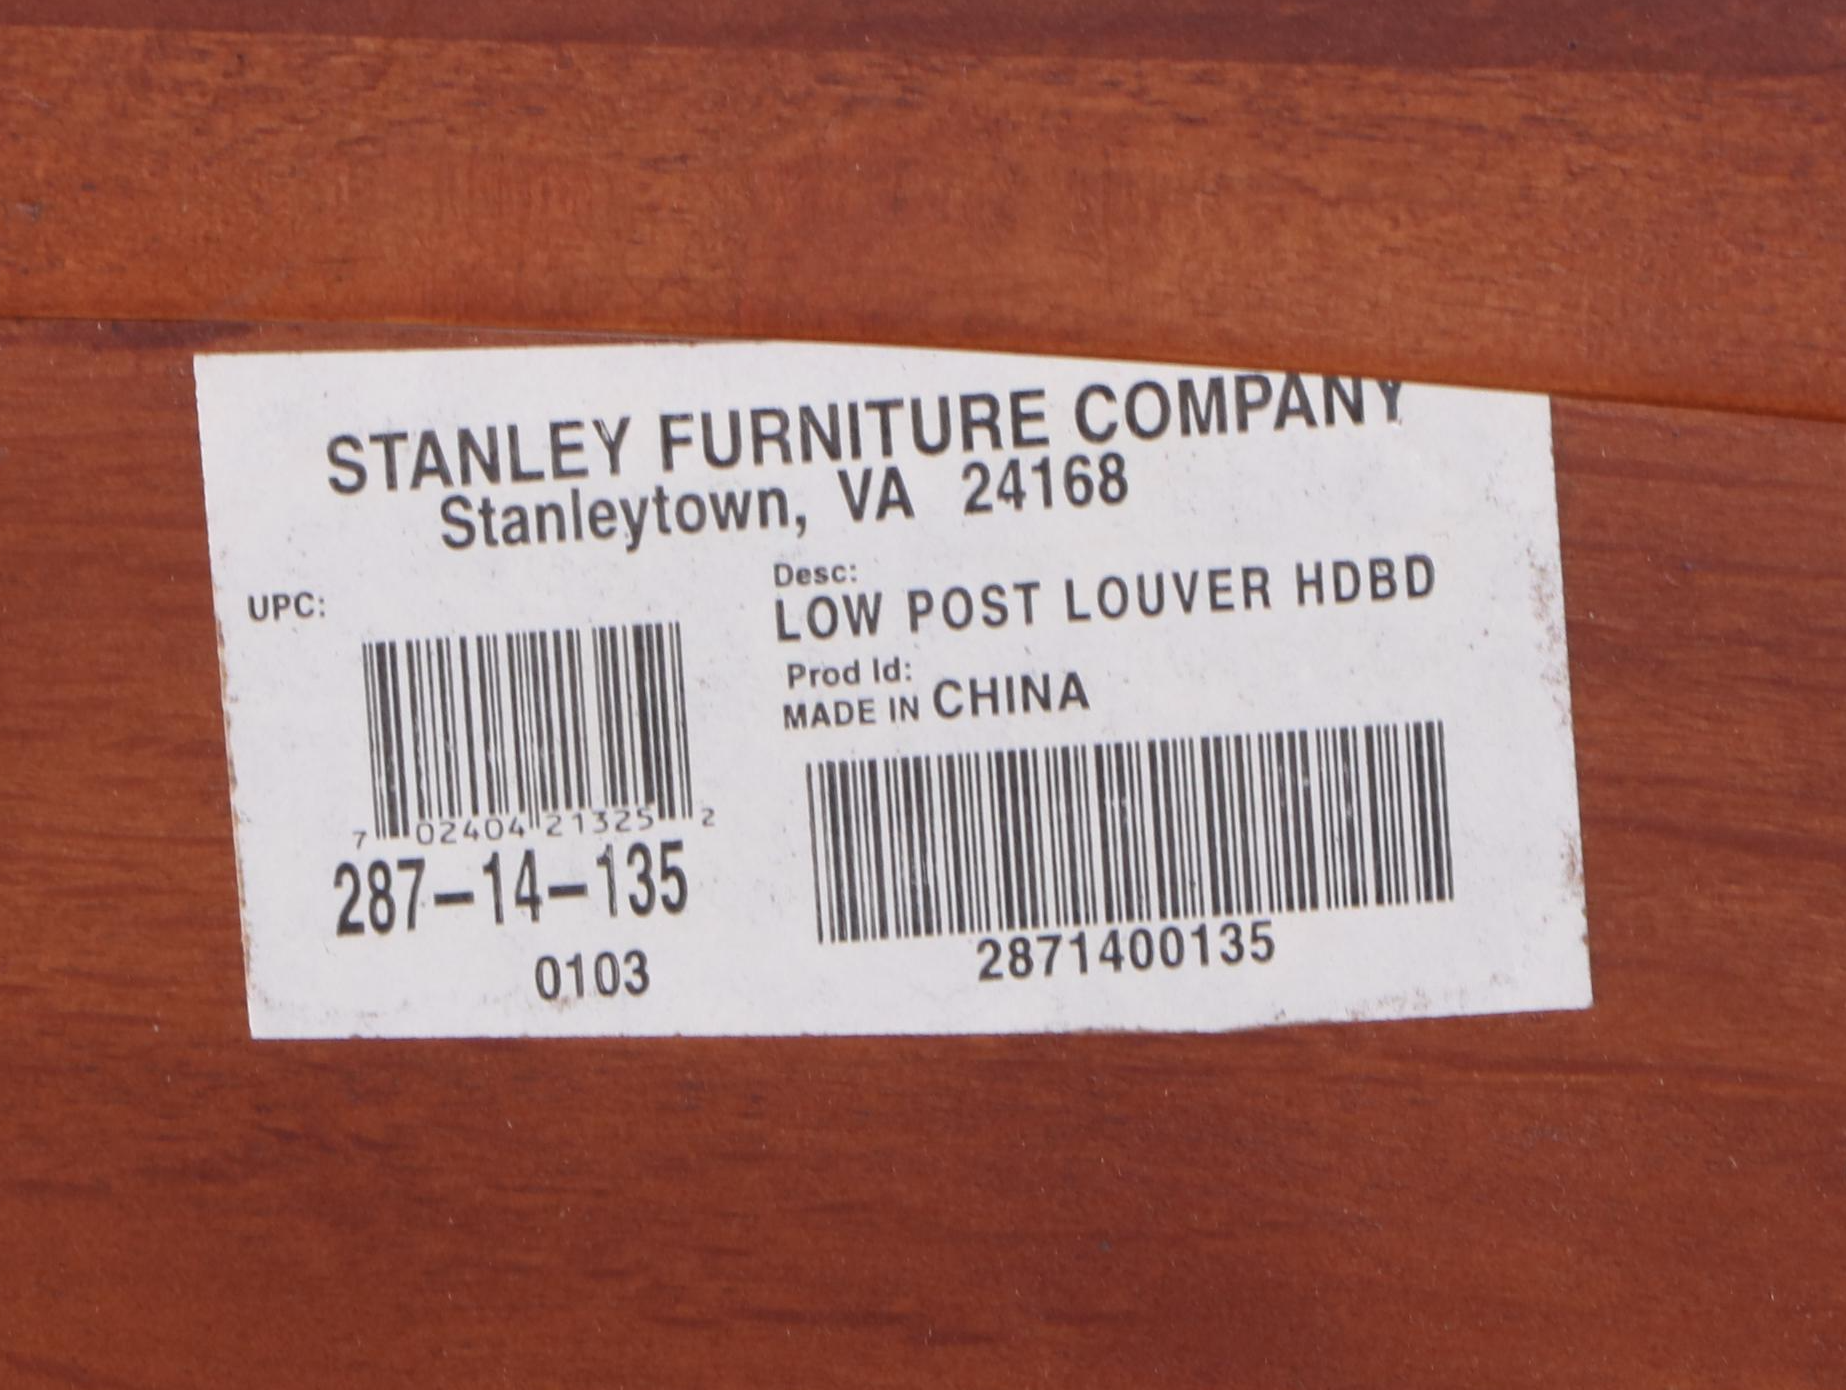 STANLEY FURNITURE COMPANY
Stanleytown, VA 24168
UPC:
7 02404 21325 2
287-14-135
0103
Desc:
LOW POST LOUVER HDBD
Prod Id:
MADE IN CHINA
2871400135